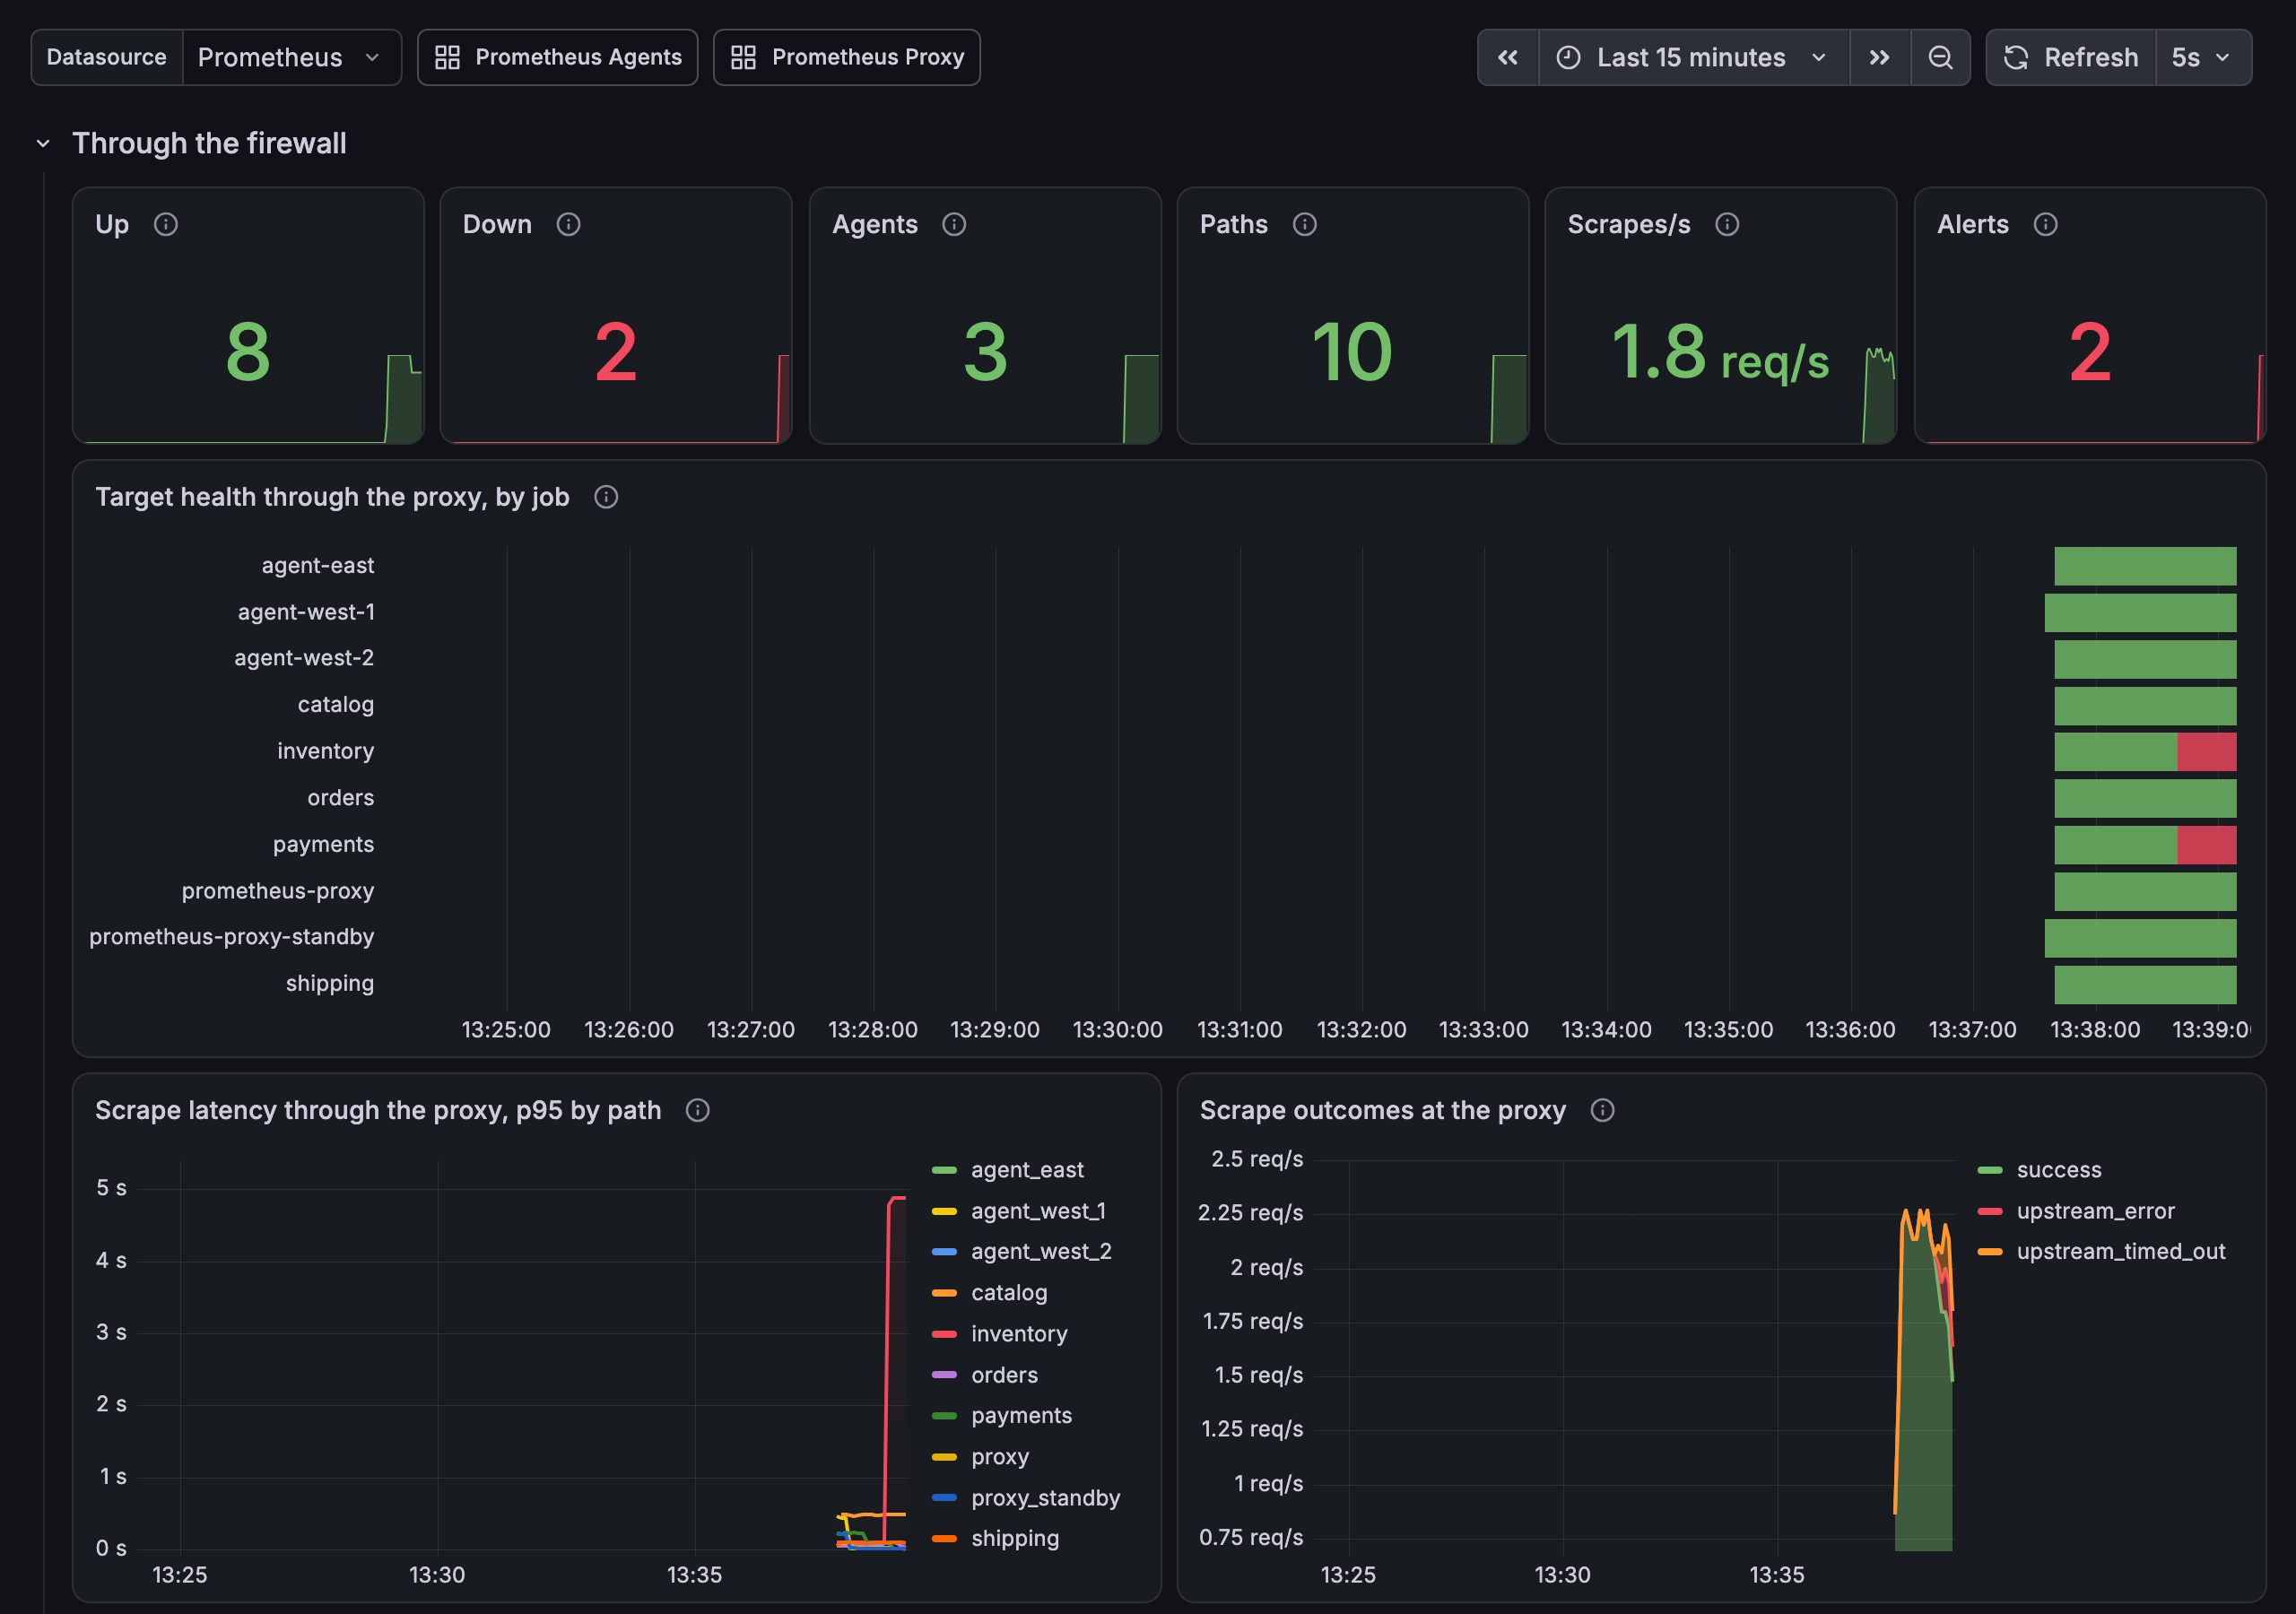 Datasource Prometheus Prometheus Agents Prometheus Proxy Last 15 minutes Refresh 5s
Through the firewall
Up Down Agents Paths Scrapes/s Alerts
8 2 3 10 1.8 req/s 2
Target health through the proxy, by job
agent-east
agent-west-1
agent-west-2
catalog
inventory
orders
payments
prometheus-proxy
prometheus-proxy-standby
shipping
13:25:00 13:26:00 13:27:00 13:28:00 13:29:00 13:30:00 13:31:00 13:32:00 13:33:00 13:34:00 13:35:00 13:36:00 13:37:00 13:38:00 13:39:0
Scrape latency through the proxy, p95 by path
5 s
4 s
3 s
2 s
1 s
0 s
13:25 13:30 13:35
agent_east
agent_west_1
agent_west_2
catalog
inventory
orders
payments
proxy
proxy_standby
shipping
Scrape outcomes at the proxy
2.5 req/s
2.25 req/s
2 req/s
1.75 req/s
1.5 req/s
1.25 req/s
1 req/s
0.75 req/s
13:25 13:30 13:35
success
upstream_error
upstream_timed_out